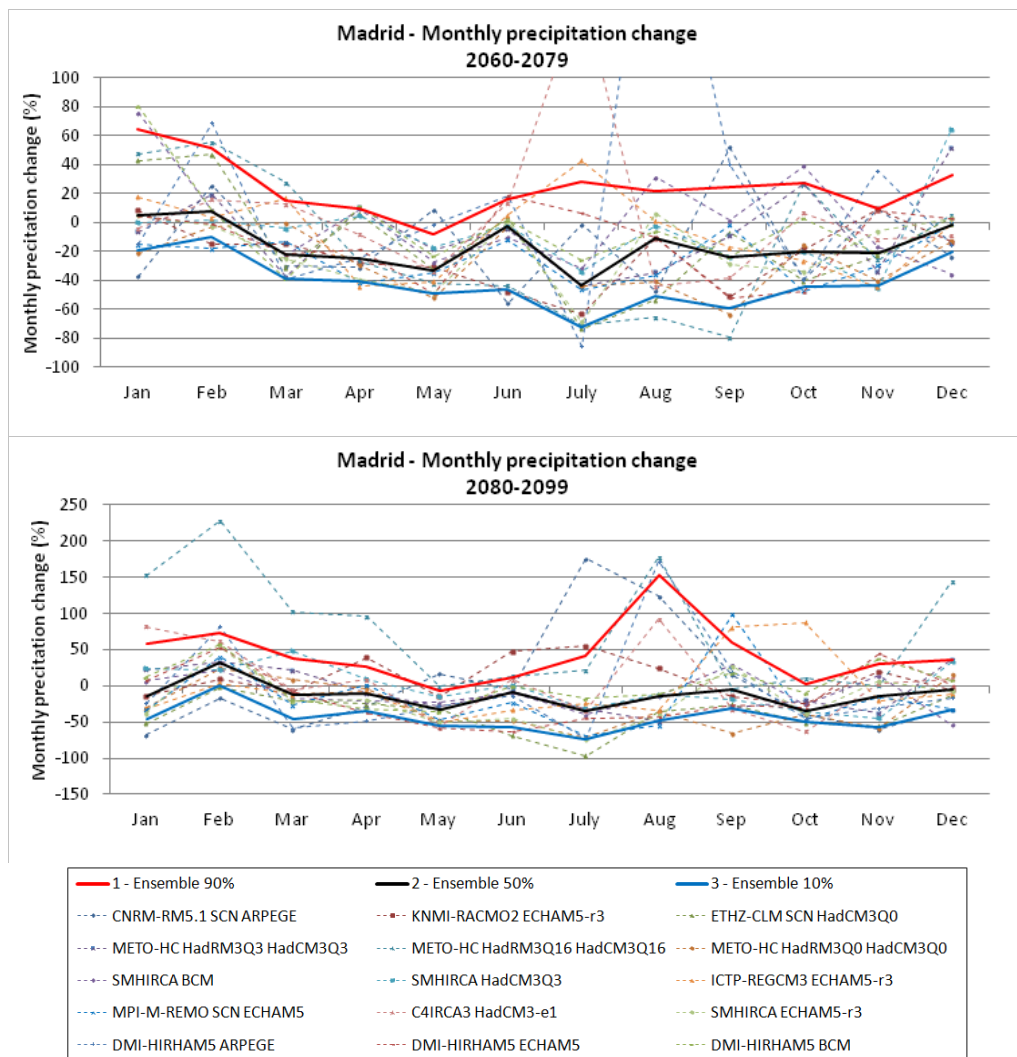 Madrid - Monthly precipitation change
2060-2079
Monthly precitation change (%)
100
80
60
40
20
0
-20
-40
-60
-80
-100
Jan Feb Mar Apr May Jun July Aug Sep Oct Nov Dec
Madrid - Monthly precipitation change
2080-2099
Monthly precitation change (%)
250
200
150
100
50
0
-50
-100
-150
Jan Feb Mar Apr May Jun July Aug Sep Oct Nov Dec
1 - Ensemble 90% 2 - Ensemble 50% 3 - Ensemble 10%
CNRM-RM5.1 SCN ARPEGE KNMI-RACMO2 ECHAM5-r3 ETHZ-CLM SCN HadCM3Q0
METO-HC HadRM3Q3 HadCM3Q3 METO-HC HadRM3Q16 HadCM3Q16 METO-HC HadRM3Q0 HadCM3Q0
SMHIRCA BCM SMHIRCA HadCM3Q3 ICTP-REGCM3 ECHAM5-r3
MPI-M-REMO SCN ECHAM5 C4IRCA3 HadCM3-e1 SMHIRCA ECHAM5-r3
DMI-HIRHAM5 ARPEGE DMI-HIRHAM5 ECHAM5 DMI-HIRHAM5 BCM